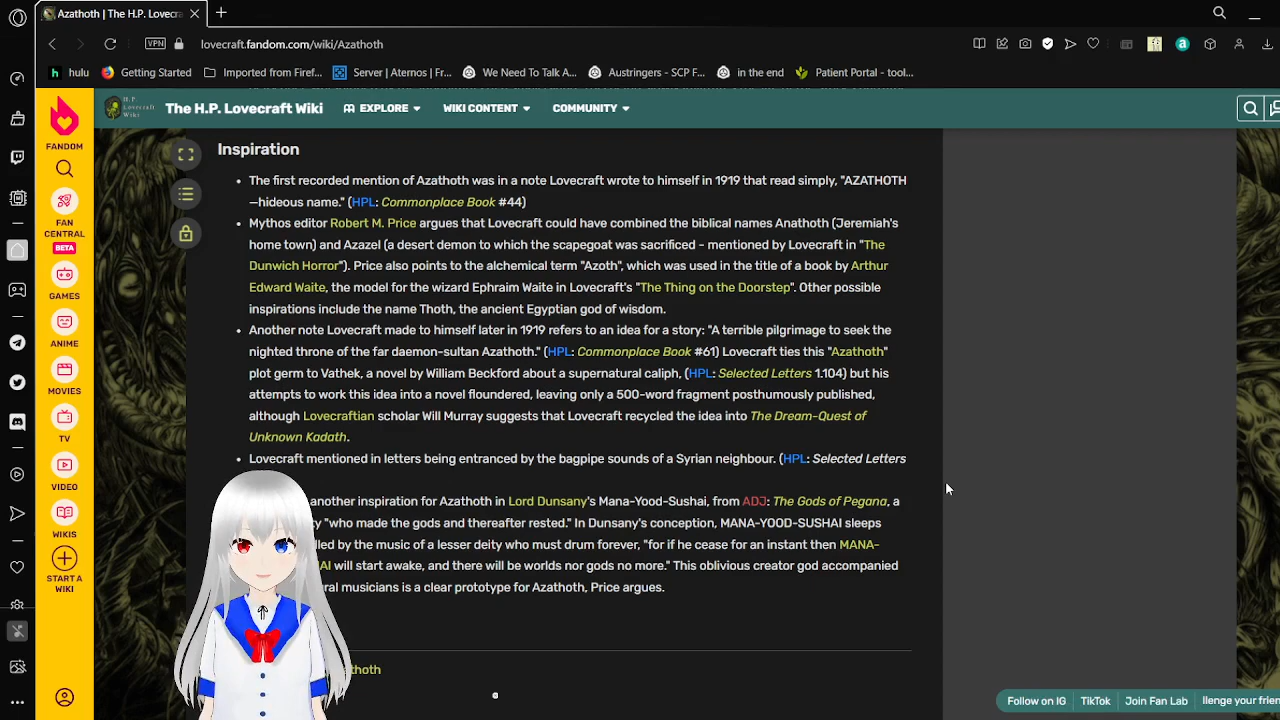 Azathoth | The H.P. Lovecra
lovecraft.fandom.com/wiki/Azathoth
VPN
h hulu
Getting Started
Imported from Firef...
Server | Aternos | Fr...
We Need To Talk A...
Austringers - SCP F...
in the end
Patient Portal - tool...
H.P.
Lovecraft
Wiki
The H.P. Lovecraft Wiki
EXPLORE
WIKI CONTENT
COMMUNITY
FANDOM
FAN
CENTRAL
BETA
GAMES
ANIME
MOVIES
TV
VIDEO
WIKIS
START A
WIKI
Inspiration
• The first recorded mention of Azathoth was in a note Lovecraft wrote to himself in 1919 that read simply, "AZATHOTH
—hideous name." (HPL: Commonplace Book #44)
• Mythos editor Robert M. Price argues that Lovecraft could have combined the biblical names Anathoth (Jeremiah's
home town) and Azazel (a desert demon to which the scapegoat was sacrificed - mentioned by Lovecraft in "The
Dunwich Horror"). Price also points to the alchemical term "Azoth", which was used in the title of a book by Arthur
Edward Waite, the model for the wizard Ephraim Waite in Lovecraft's "The Thing on the Doorstep". Other possible
inspirations include the name Thoth, the ancient Egyptian god of wisdom.
• Another note Lovecraft made to himself later in 1919 refers to an idea for a story: "A terrible pilgrimage to seek the
nighted throne of the far daemon-sultan Azathoth." (HPL: Commonplace Book #61) Lovecraft ties this "Azathoth"
plot germ to Vathek, a novel by William Beckford about a supernatural caliph, (HPL: Selected Letters 1.104) but his
attempts to work this idea into a novel floundered, leaving only a 500-word fragment posthumously published,
although Lovecraftian scholar Will Murray suggests that Lovecraft recycled the idea into The Dream-Quest of
Unknown Kadath.
• Lovecraft mentioned in letters being entranced by the bagpipe sounds of a Syrian neighbour. (HPL: Selected Letters
another inspiration for Azathoth in Lord Dunsany's Mana-Yood-Sushai, from ADJ: The Gods of Pegana, a
"who made the gods and thereafter rested." In Dunsany's conception, MANA-YOOD-SUSHAI sleeps
lled by the music of a lesser deity who must drum forever, "for if he cease for an instant then MANA-
AI will start awake, and there will be worlds nor gods no more." This oblivious creator god accompanied
ral musicians is a clear prototype for Azathoth, Price argues.
thoth
Follow on IG
TikTok
Join Fan Lab
llenge your frien